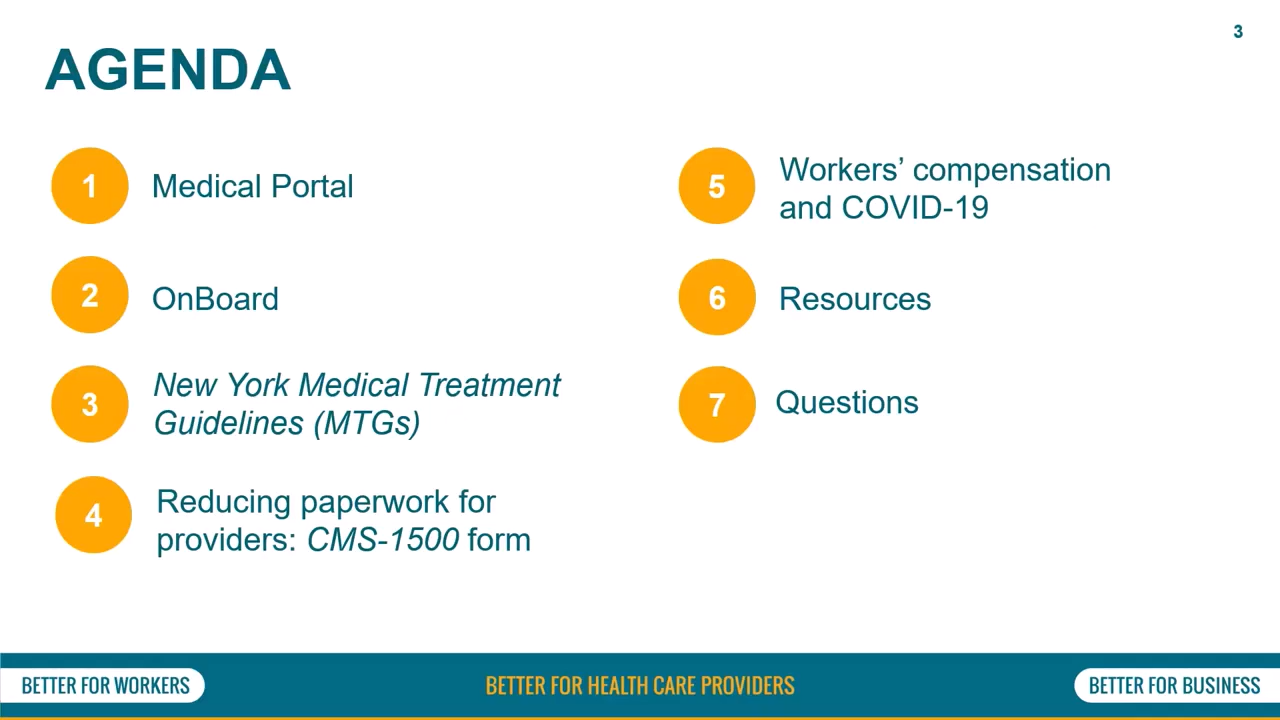 3
AGENDA
1
Medical Portal
2
OnBoard
3
New York Medical Treatment
Guidelines (MTGs)
4
Reducing paperwork for
providers: CMS-1500 form
5
Workers’ compensation
and COVID-19
6
Resources
7
Questions
BETTER FOR WORKERS
BETTER FOR HEALTH CARE PROVIDERS
BETTER FOR BUSINESS